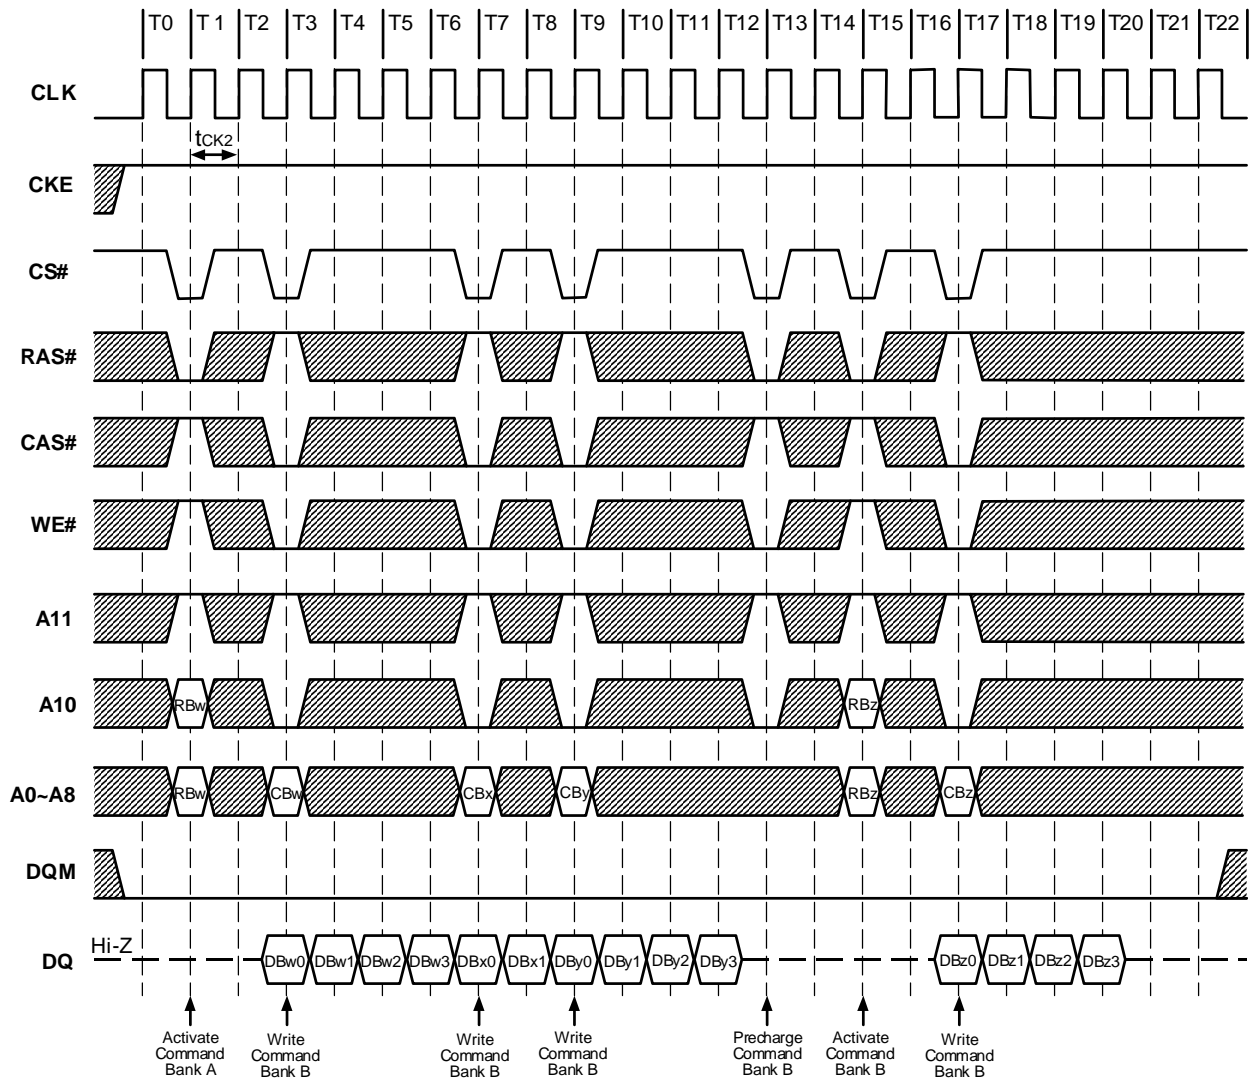 T0 T 1 T2 T3 T4 T5 T6 T7 T8 T9 T10 T11 T12 T13 T14 T15 T16 T17 T18 T19 T20 T21 T22
CLK
tCK2
CKE
CS#
RAS#
CAS#
WE#
A11
A10 RBw RBz
A0~A8 RBw CBw CBx CBy RBz CBz
DQM
Hi-Z
DQ DBw0 DBw1 DBw2 DBw3 DBx0 DBx1 DBy0 DBy1 DBy2 DBy3 DBz0 DBz1 DBz2 DBz3
Activate
Command
Bank A
Write
Command
Bank B
Write
Command
Bank B
Write
Command
Bank B
Precharge
Command
Bank B
Activate
Command
Bank B
Write
Command
Bank B